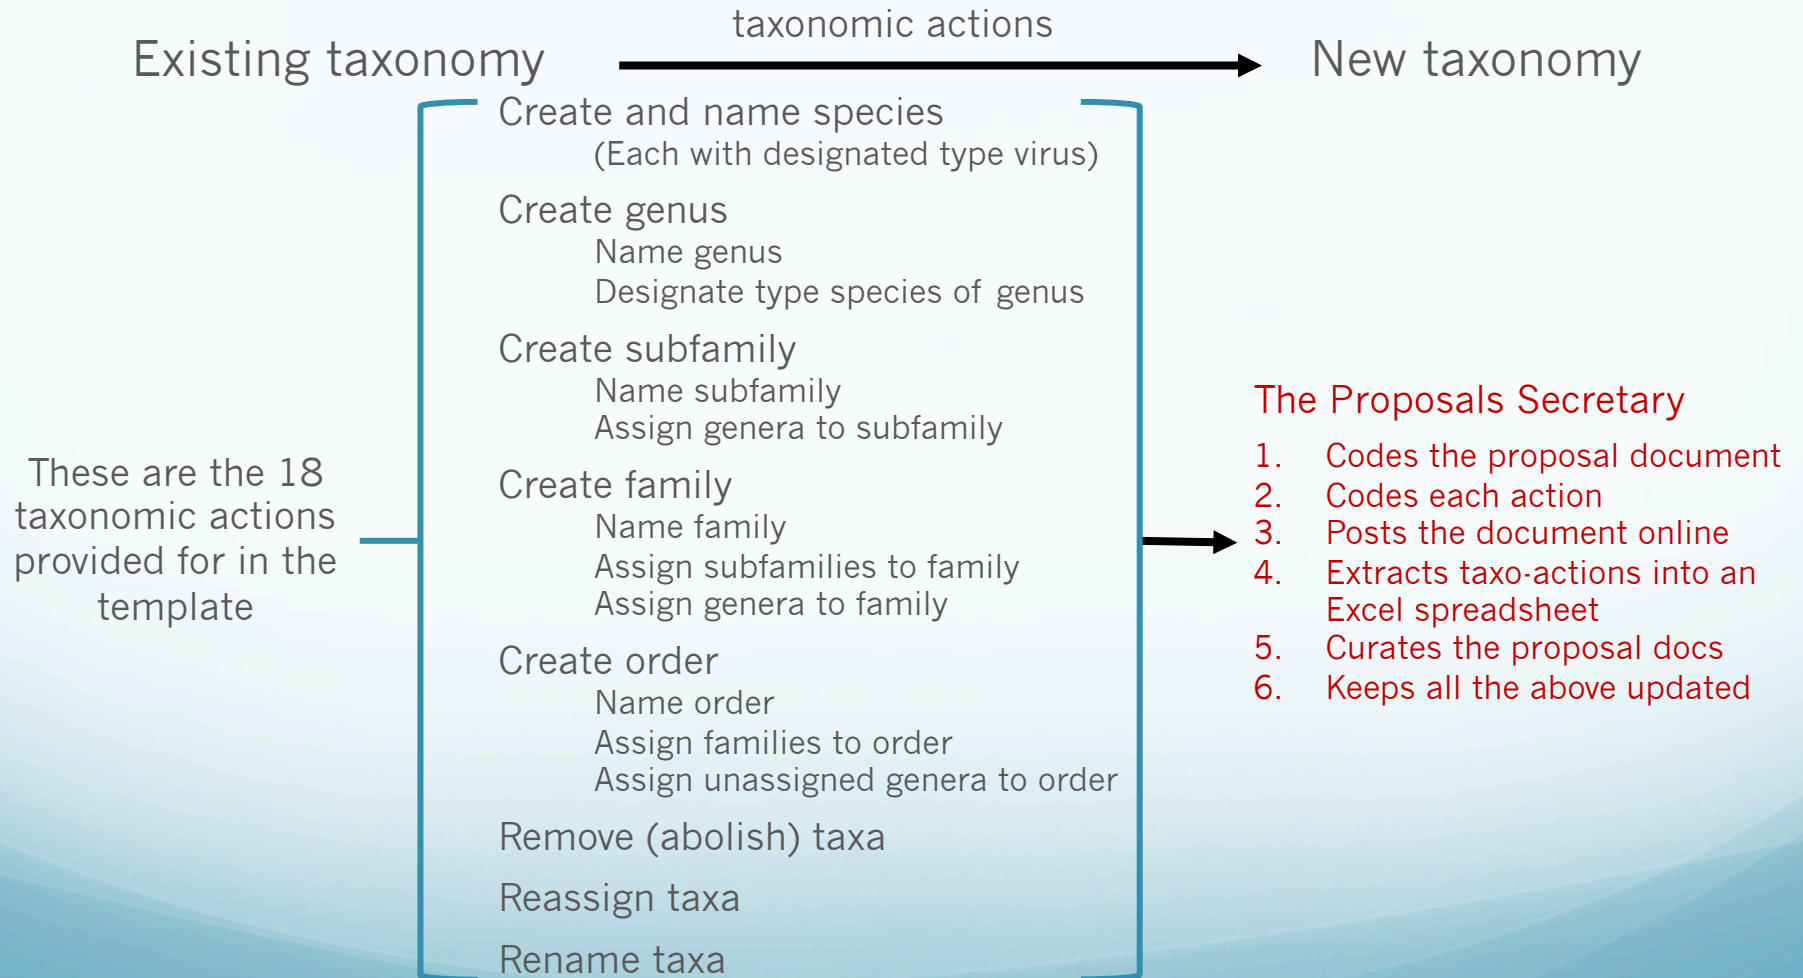 taxonomic actions
Existing taxonomy
New taxonomy
Create and name species
(Each with designated type virus)
Create genus
Name genus
Designate type species of genus
Create subfamily
Name subfamily
Assign genera to subfamily
Create family
Name family
Assign subfamilies to family
Assign genera to family
Create order
Name order
Assign families to order
Assign unassigned genera to order
Remove (abolish) taxa
Reassign taxa
Rename taxa
These are the 18
taxonomic actions
provided for in the
template
The Proposals Secretary
1. Codes the proposal document
2. Codes each action
3. Posts the document online
4. Extracts taxo-actions into an
Excel spreadsheet
5. Curates the proposal docs
6. Keeps all the above updated